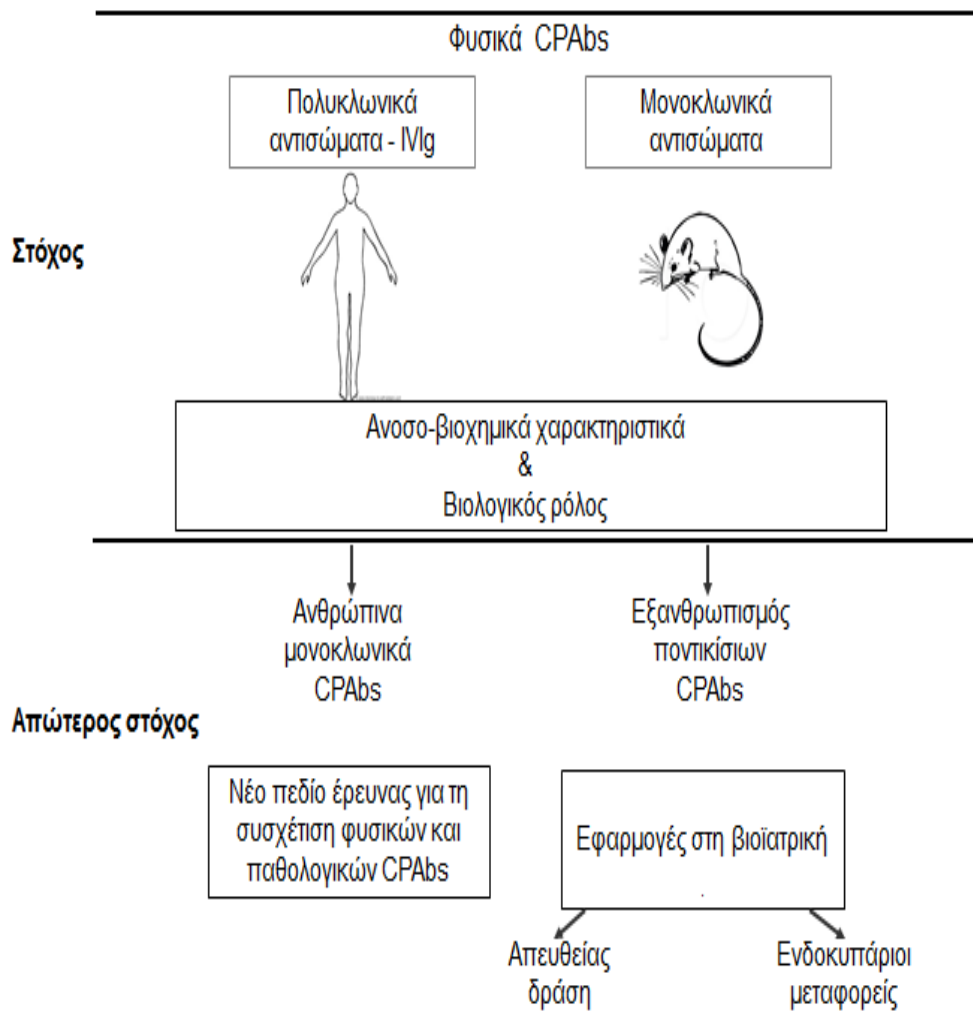 Φυσικά CPAbs
Πολυκλωνικά
αντισώματα - IVIg
Μονοκλωνικά
αντισώματα
Στόχος
Ανοσο-βιοχημικά χαρακτηριστικά
&
Βιολογικός ρόλος
Ανθρώπινα
μονοκλωνικά
CPAbs
Εξανθρωπισμός
ποντικίσιων
CPAbs
Απώτερος στόχος
Νέο πεδίο έρευνας για τη
συσχέτιση φυσικών και
παθολογικών CPAbs
Εφαρμογές στη βιοϊατρική
.
Απευθείας
δράση
Ενδοκυπάριοι
μεταφορείς